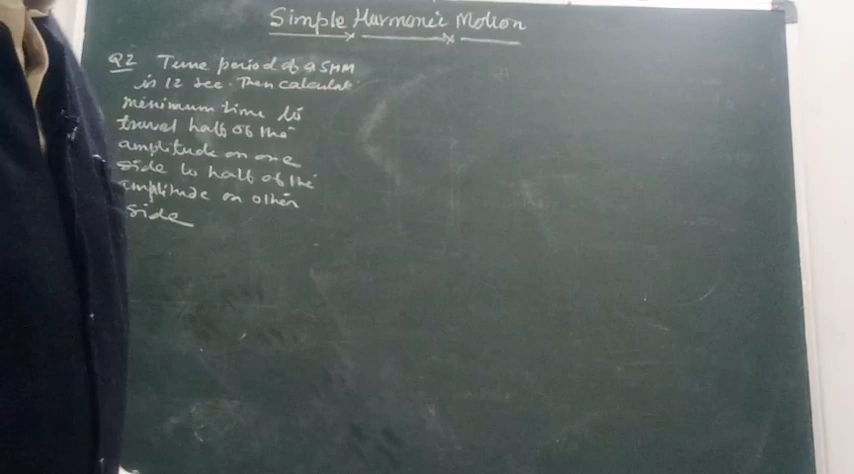 Simple Harmonic Motion
Q2 Time period of a SHM
is 12 sec. Then calculate
minimum time to
travel half of the
amplitude on one
side to half of the
amplitude on other
side